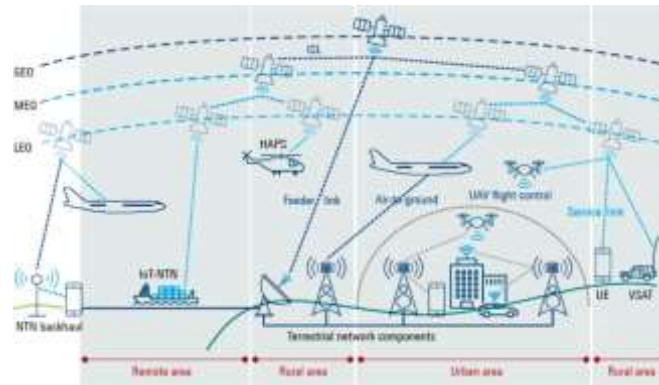 ISL
GEO
MEO
LEO
HAPS
Feeder link
Air-to-ground
UAV flight control
Service link
IoT-NTN
NTN backhaul
UE
VSAT
Terrestrial network components
Remote area
Rural area
Urban area
Rural area